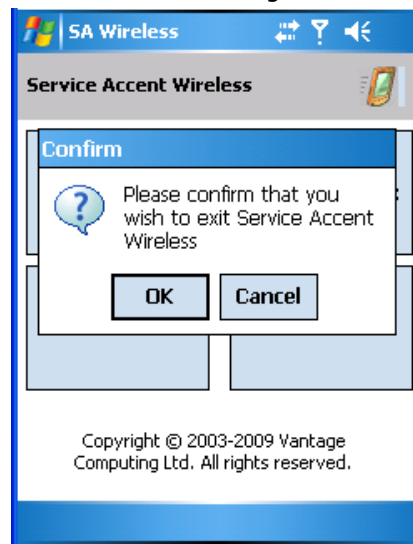 SA Wireless
Service Accent Wireless
Confirm
Please confirm that you
wish to exit Service Accent
Wireless
OK
Cancel
Copyright © 2003-2009 Vantage
Computing Ltd. All rights reserved.